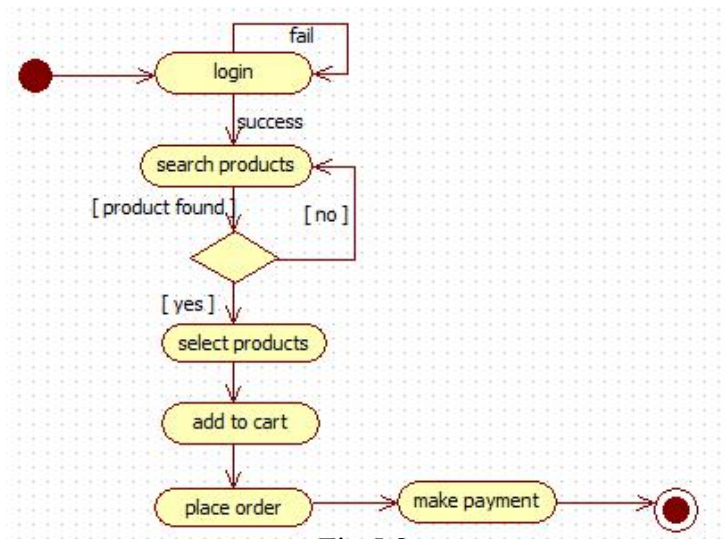 fail
login
success
search products
[ product found ]
[ no ]
[ yes ]
select products
add to cart
place order
make payment